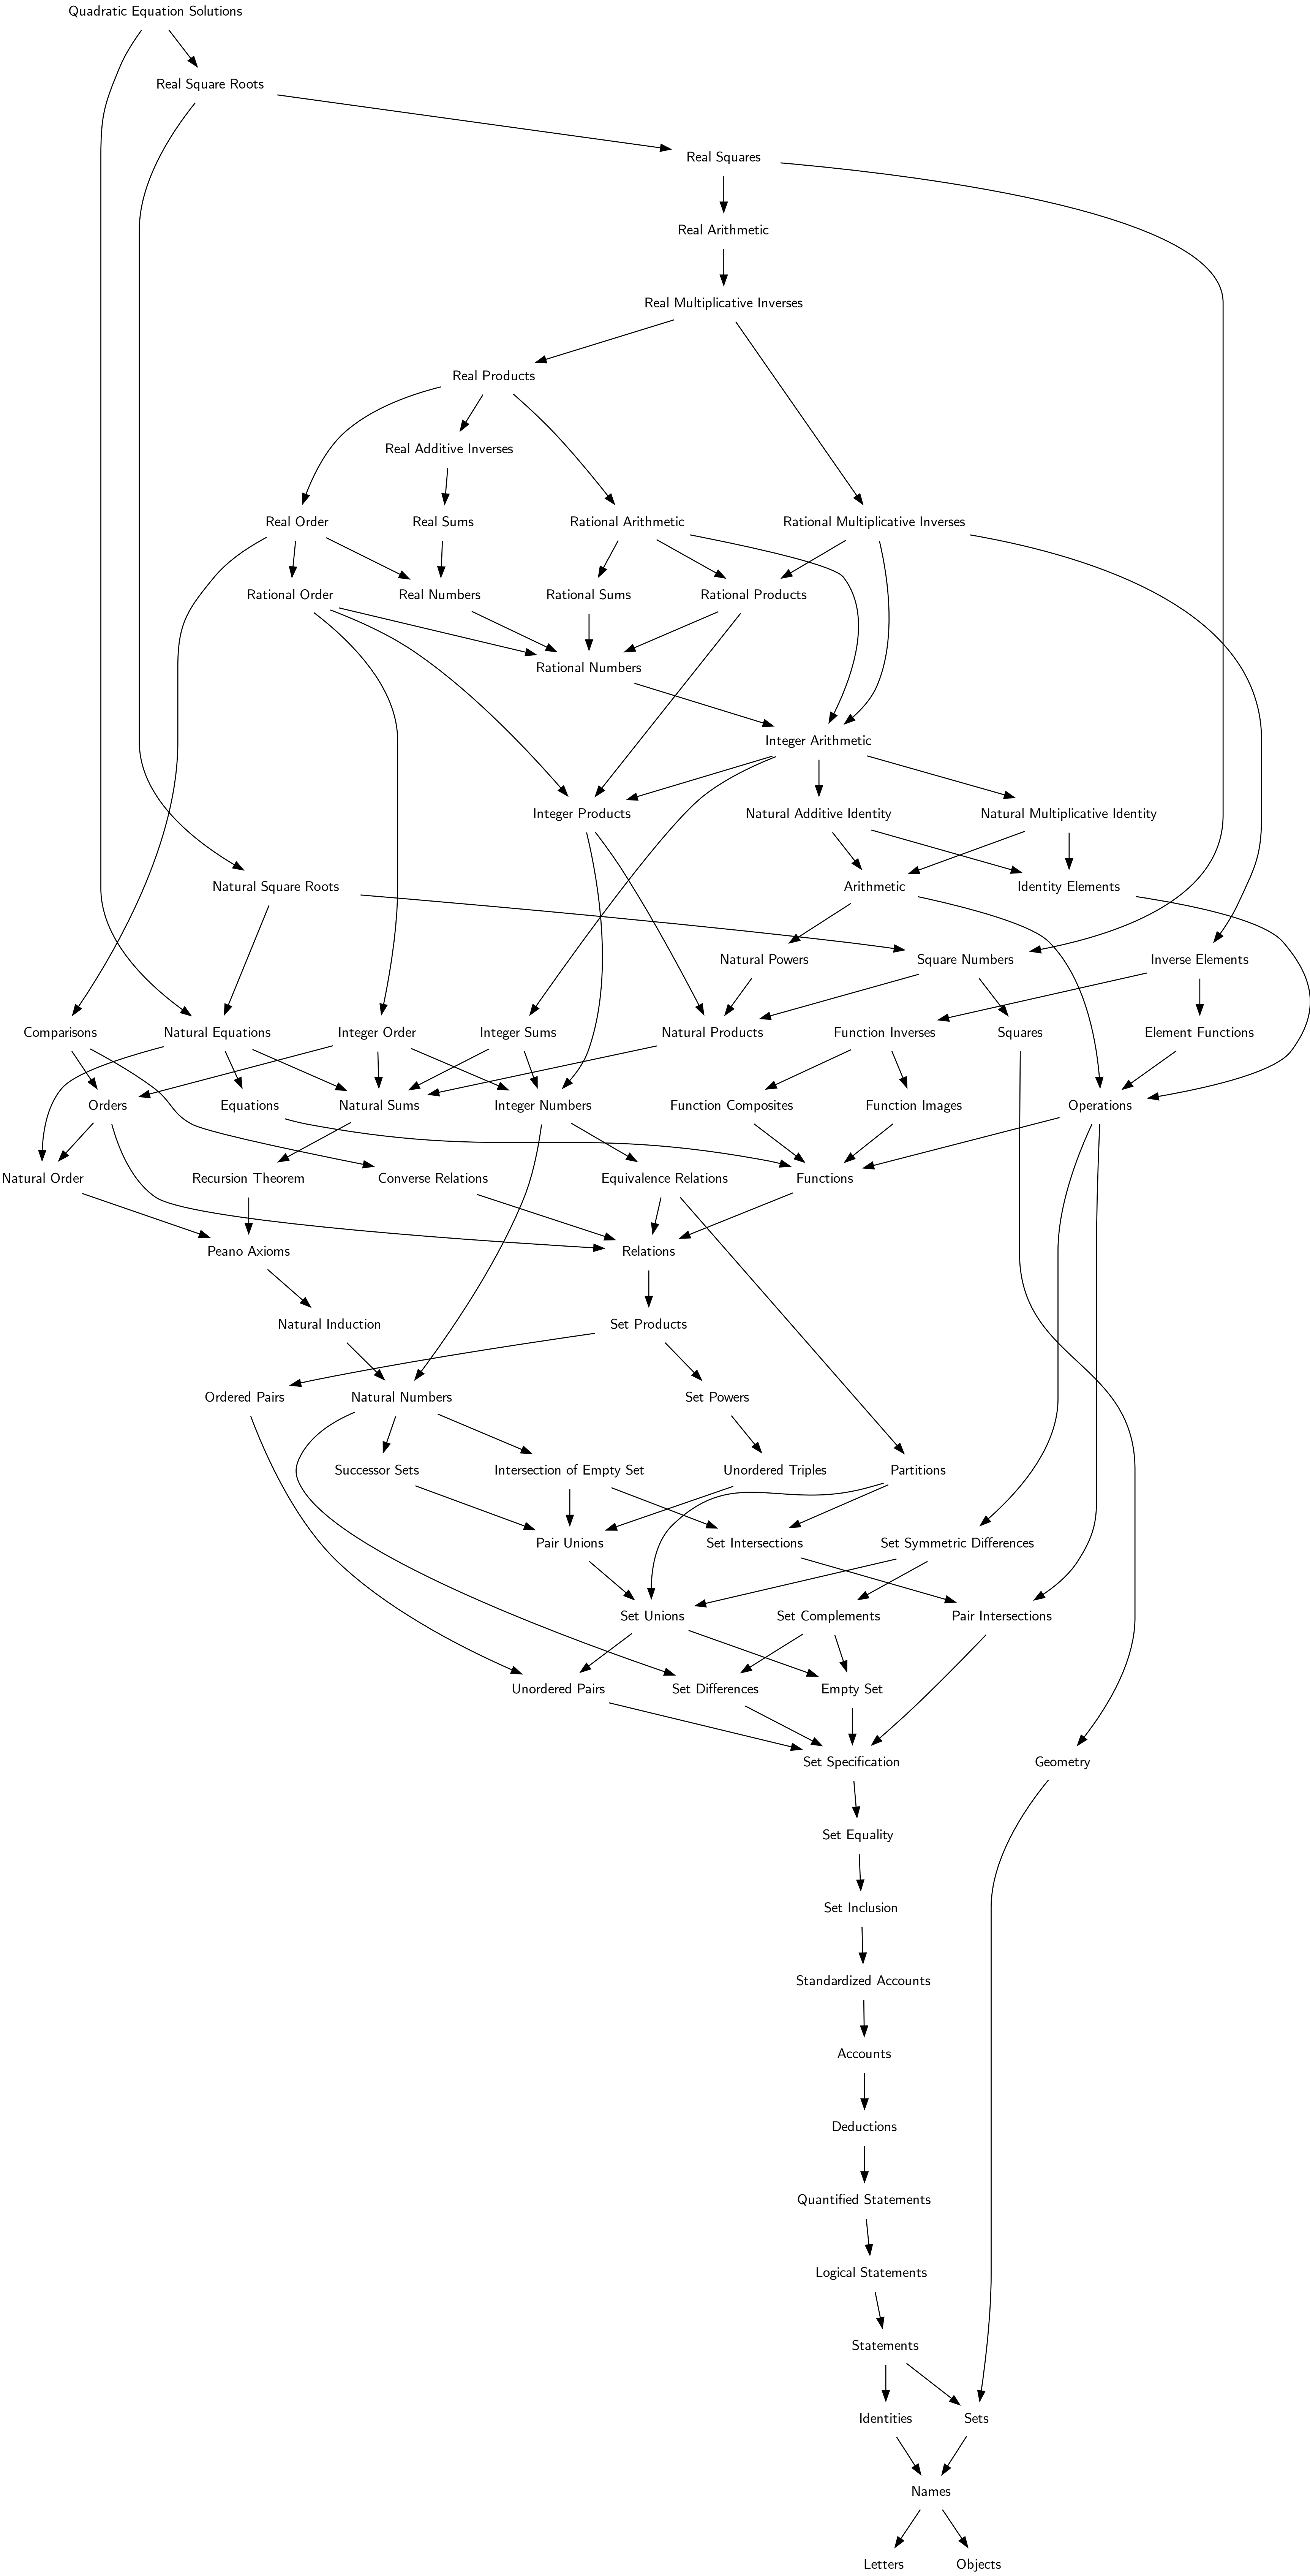 Quadratic Equation Solutions
Real Square Roots
Real Squares
Real Arithmetic
Real Multiplicative Inverses
Real Products
Real Additive Inverses
Real Order
Real Sums
Rational Arithmetic
Rational Multiplicative Inverses
Rational Order
Real Numbers
Rational Sums
Rational Products
Rational Numbers
Integer Arithmetic
Integer Products
Natural Additive Identity
Natural Multiplicative Identity
Natural Square Roots
Arithmetic
Identity Elements
Natural Powers
Square Numbers
Inverse Elements
Comparisons
Natural Equations
Integer Order
Integer Sums
Natural Products
Function Inverses
Squares
Element Functions
Orders
Equations
Natural Sums
Integer Numbers
Function Composites
Function Images
Operations
Natural Order
Recursion Theorem
Converse Relations
Equivalence Relations
Functions
Peano Axioms
Relations
Natural Induction
Set Products
Ordered Pairs
Natural Numbers
Set Powers
Successor Sets
Intersection of Empty Set
Unordered Triples
Partitions
Pair Unions
Set Intersections
Set Symmetric Differences
Set Unions
Set Complements
Pair Intersections
Unordered Pairs
Set Differences
Empty Set
Set Specification
Geometry
Set Equality
Set Inclusion
Standardized Accounts
Accounts
Deductions
Quantified Statements
Logical Statements
Statements
Identities
Sets
Names
Letters
Objects